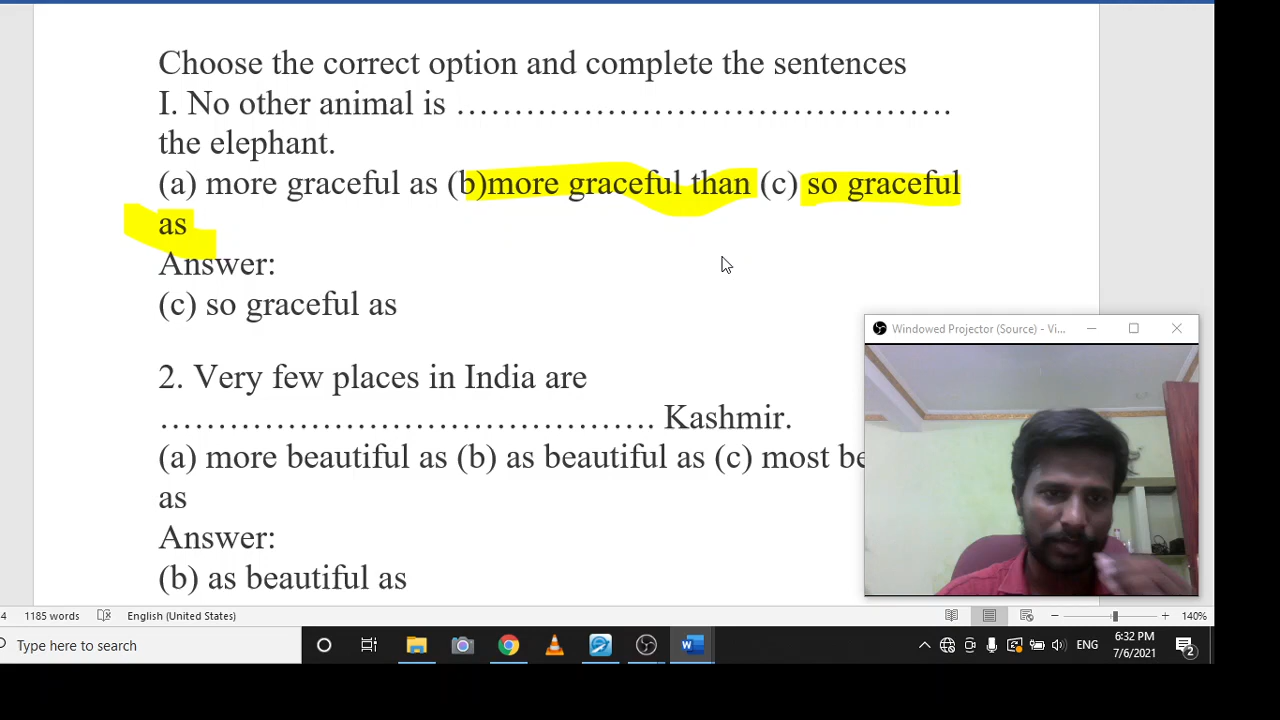 Choose the correct option and complete the sentences
I. No other animal is …………………………………….
the elephant.
(a) more graceful as (b)more graceful than (c) so graceful
as
Answer:
(c) so graceful as
2. Very few places in India are
……………………………………. Kashmir.
(a) more beautiful as (b) as beautiful as (c) most be
as
Answer:
(b) as beautiful as
Windowed Projector (Source) - Vi...
4 1185 words English (United States) 140%
Type here to search
ENG
6:32 PM
7/6/2021
2